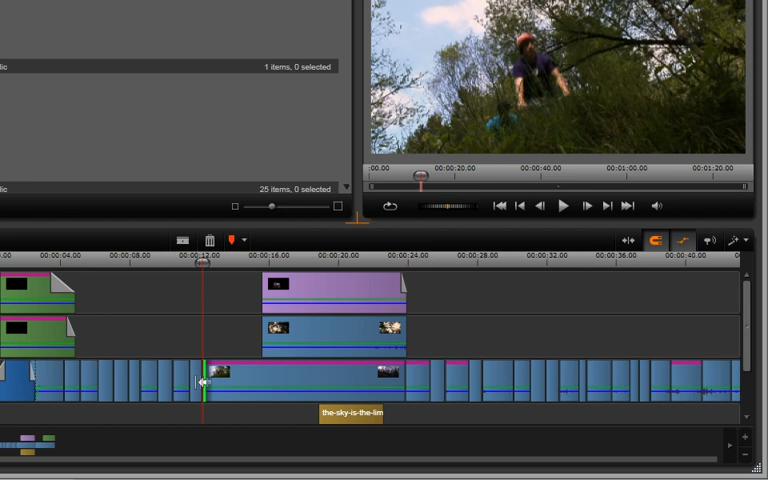 lic
1 items, 0 selected
lic
25 items, 0 selected
:00.00 00:00:20.00 00:00:40.00 00:01:00.00 00:01:20.00
.00 00:00:04.00 00:00:08.00 00:00:12.00 00:00:16.00 00:00:20.00 00:00:24.00 00:00:28.00 00:00:32.00 00:00:36.00 00:00:40.00 00
the-sky-is-the-lim